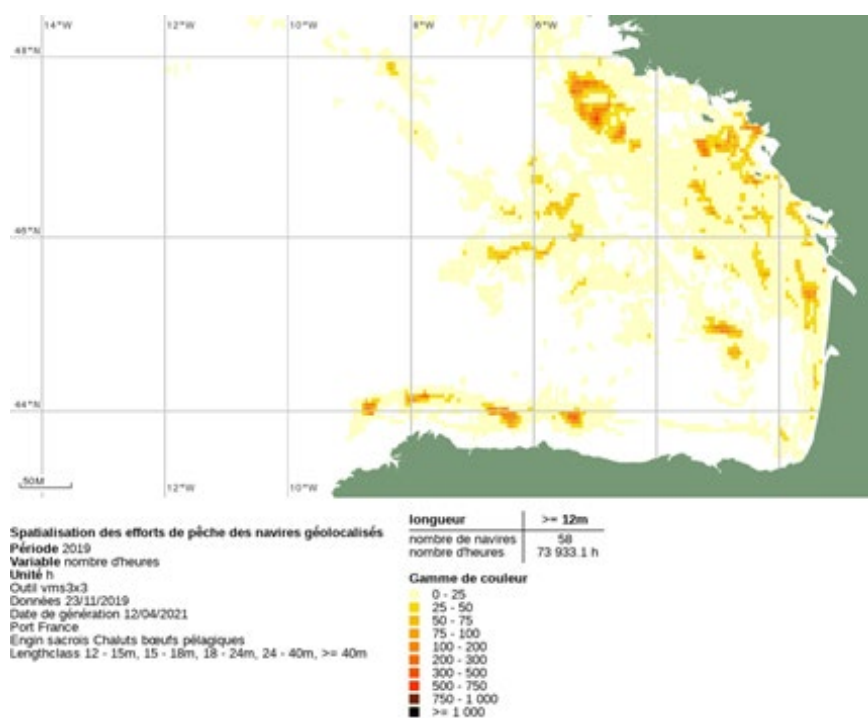 14°W 12°W 10°W 8°W 6°W
48°N
46°N
44°N
50M
12°W 10°W
Spatialisation des efforts de pêche des navires géolocalisés
Période 2019
Variable nombre d'heures
Unité h
Outil vms3x3
Données 23/11/2019
Date de génération 12/04/2021
Port France
Engin sacrois Chaluts bœufs pélagiques
Lengthclass 12 - 15m, 15 - 18m, 18 - 24m, 24 - 40m, >= 40m
longueur >= 12m
nombre de navires 58
nombre d'heures 73 933.1 h
Gamme de couleur
0 - 25
25 - 50
50 - 75
75 - 100
100 - 200
200 - 300
300 - 500
500 - 750
750 - 1 000
>= 1 000